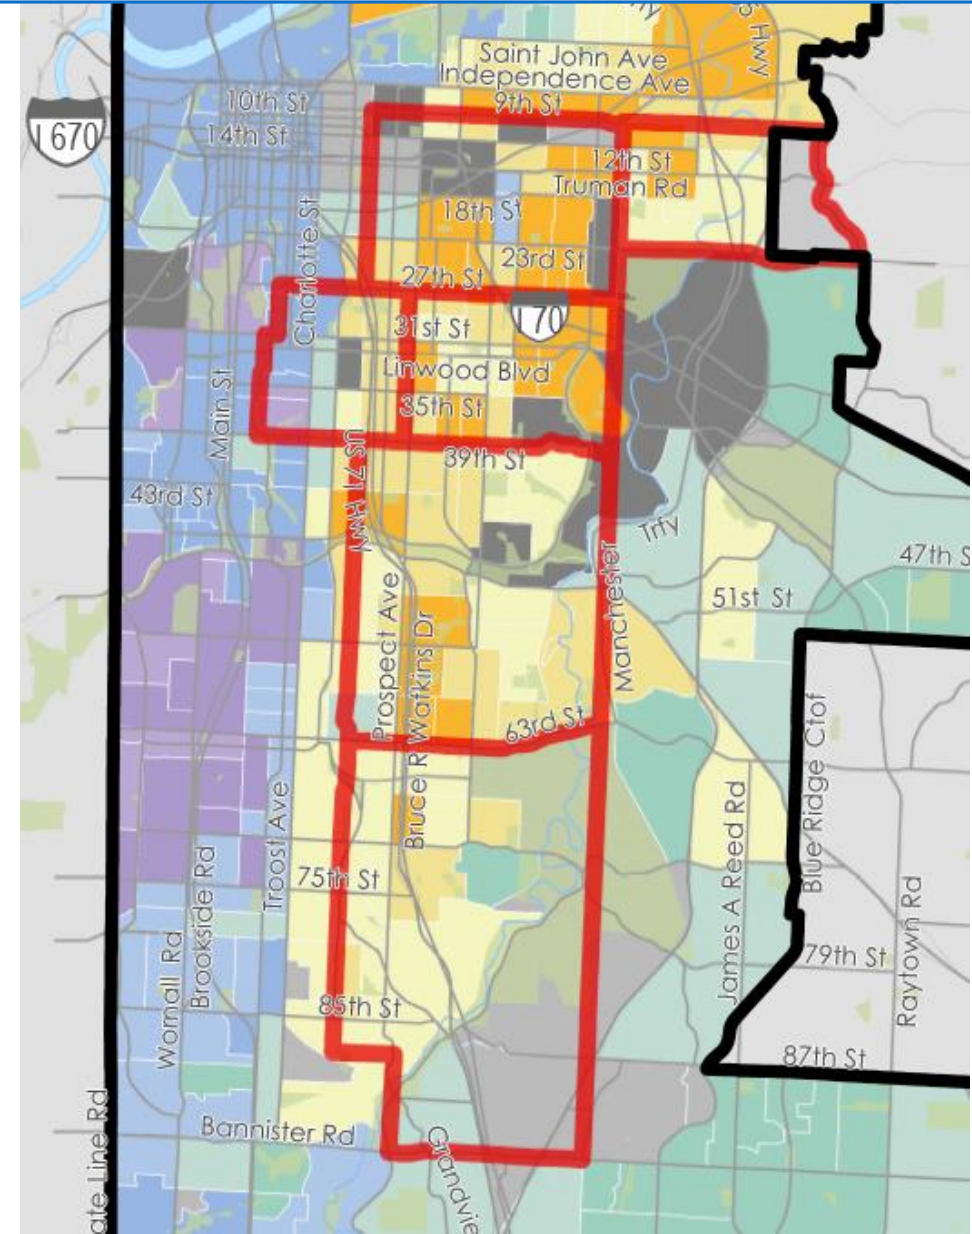 Hwy
Saint John Ave
Independence Ave
9th St
10th St
14th St
I 670
12th St
Truman Rd
18th St
23rd St
27th St
Charlotte St
31st St
I 70
Linwood Blvd
35th St
Main St
39th St
US 71 Hwy
43rd St
Trfy
47th S
51st St
Manchester
Prospect Ave
Bruce R Watkins Dr
63rd St
Blue Ridge Ctof
James A Reed Rd
Troost Ave
75th St
Brookside Rd
Wornall Rd
79th St
Raytown Rd
85th St
87th St
Bannister Rd
ate Line Rd
Grandvie